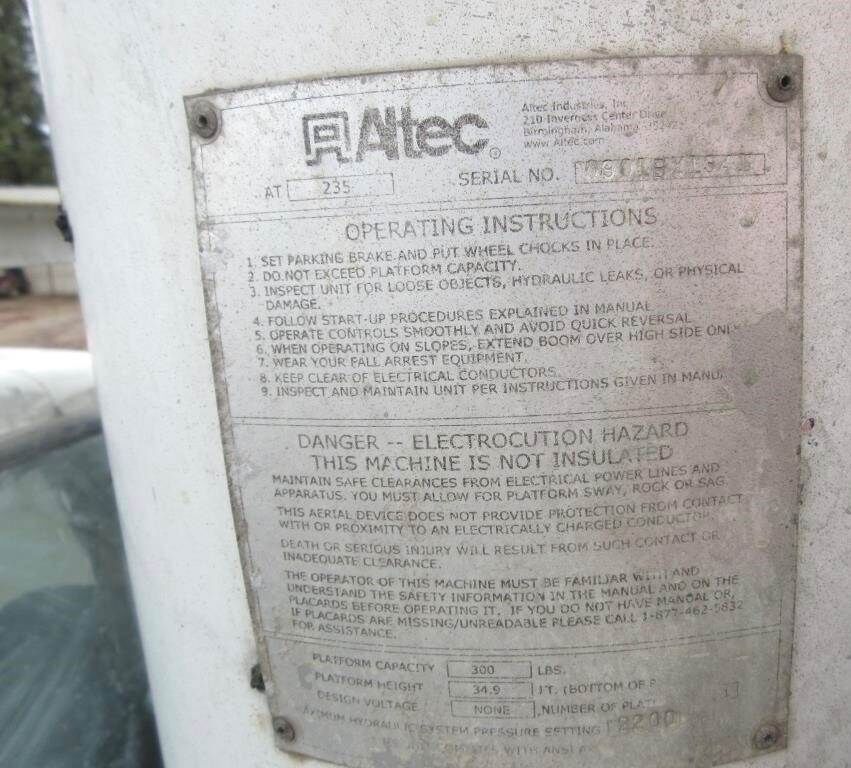 Altec
Altec Industries, Inc.
210 Inverness Center Drive
Birmingham, Alabama
www.Altec.com
AT 235 SERIAL NO.
OPERATING INSTRUCTIONS
1. SET PARKING BRAKE AND PUT WHEEL CHOCKS IN PLACE.
2. DO NOT EXCEED PLATFORM CAPACITY.
3. INSPECT UNIT FOR LOOSE OBJECTS, HYDRAULIC LEAKS, OR PHYSICAL
DAMAGE.
4. FOLLOW START-UP PROCEDURES EXPLAINED IN MANUAL
5. OPERATE CONTROLS SMOOTHLY AND AVOID QUICK REVERSAL
6. WHEN OPERATING ON SLOPES, EXTEND BOOM OVER HIGH SIDE ONLY
7. WEAR YOUR FALL ARREST EQUIPMENT.
8. KEEP CLEAR OF ELECTRICAL CONDUCTORS.
9. INSPECT AND MAINTAIN UNIT PER INSTRUCTIONS GIVEN IN
DANGER -- ELECTROCUTION HAZARD
THIS MACHINE IS NOT INSULATED
MAINTAIN SAFE CLEARANCES FROM ELECTRICAL POWER LINES AND
APPARATUS. YOU MUST ALLOW FOR PLATFORM SWAY, ROCK OR SAG.
THIS AERIAL DEVICE DOES NOT PROVIDE PROTECTION FROM CONTACT
WITH OR PROXIMITY TO AN ELECTRICALLY CHARGED
DEATH OR SERIOUS INJURY WILL RESULT FROM SUCH CONTACT OR
INADEQUATE CLEARANCE.
THE OPERATOR OF THIS MACHINE MUST BE FAMILIAR WITH AND
UNDERSTAND THE SAFETY INFORMATION IN THE MANUAL AND ON THE
PLACARDS BEFORE OPERATING IT. IF YOU DO NOT HAVE MANUAL OR,
IF PLACARDS ARE MISSING/UNREADABLE PLEASE CALL 1-877-462-5832
FOR ASSISTANCE.
PLATFORM CAPACITY 300 LBS.
PLATFORM HEIGHT 34.9 FT. (BOTTOM OF
DESIGN VOLTAGE NONE NUMBER OF 1
MAXIMUM HYDRAULIC SYSTEM PRESSURE SETTING
WITH ANSI